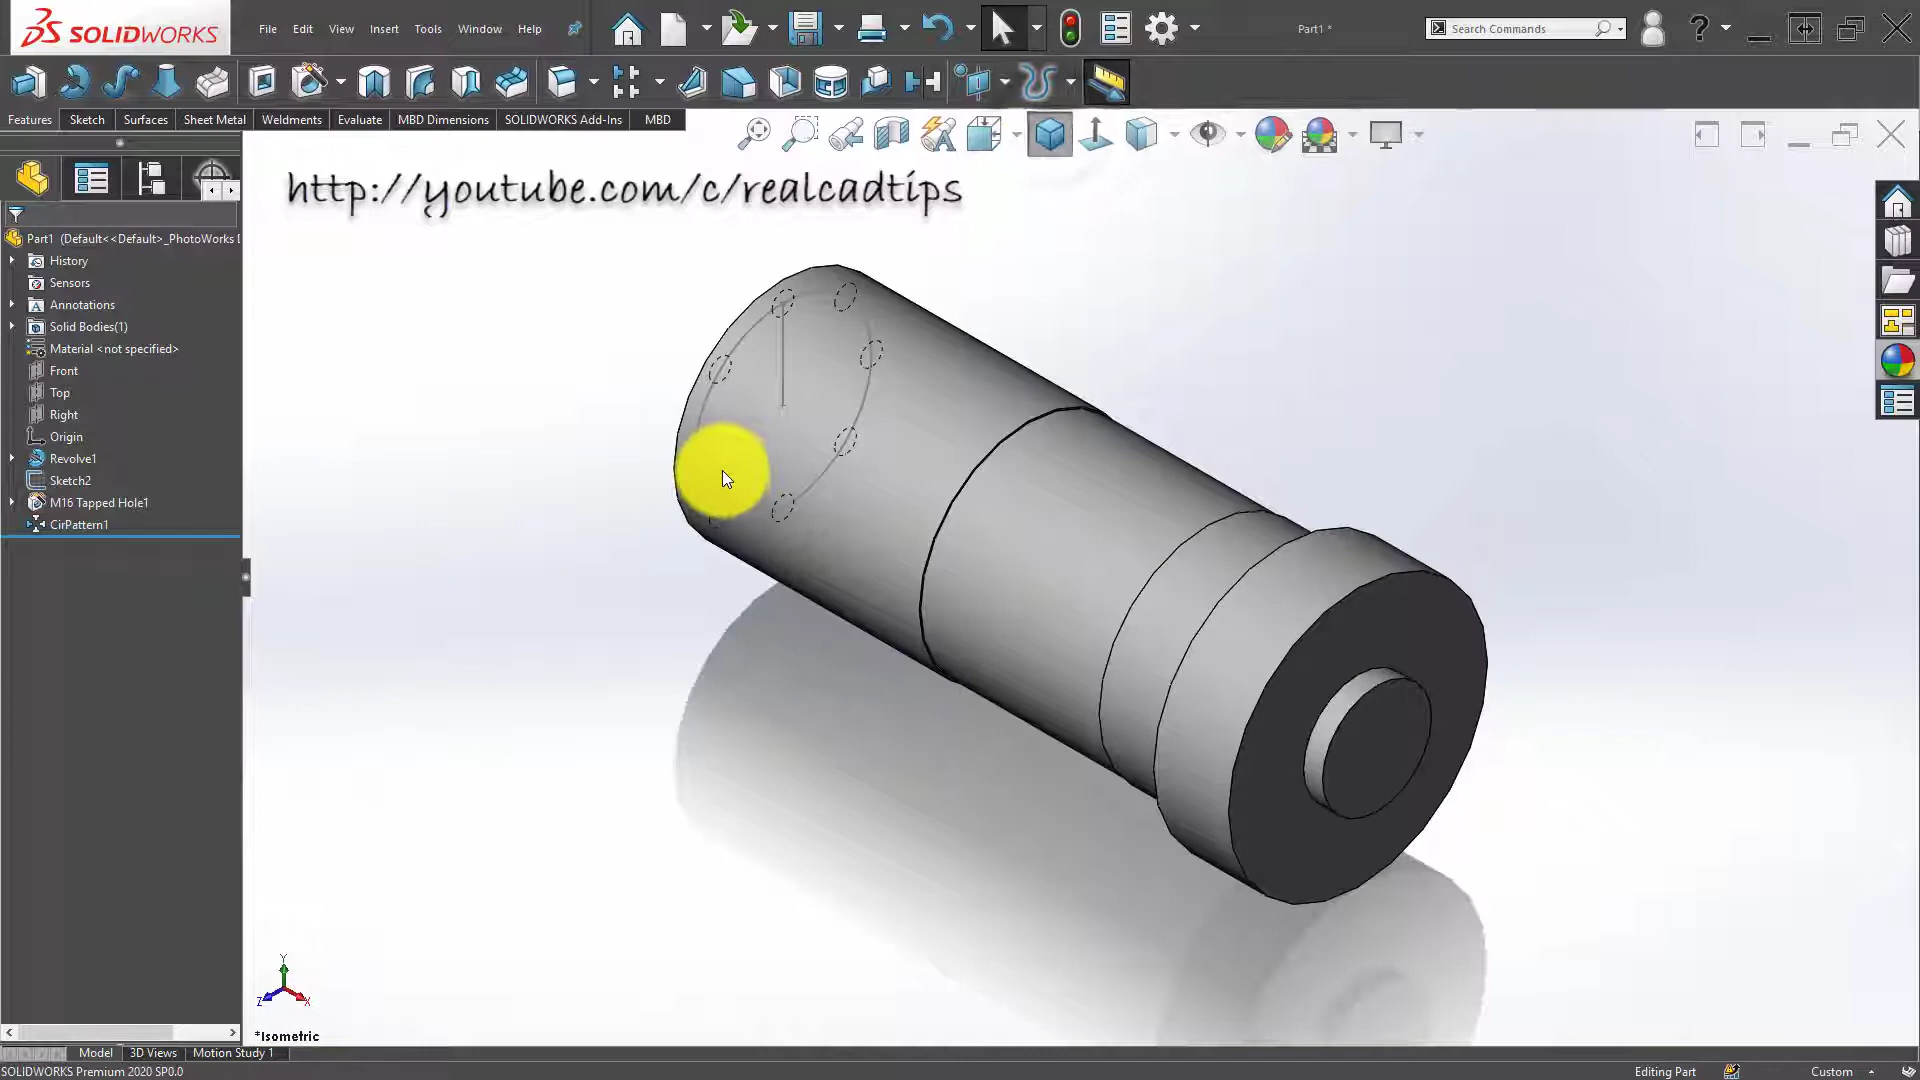 SOLIDWORKS
File Edit View Insert Tools Window Help
Part1 *
Search Commands
Features Sketch Surfaces Sheet Metal Weldments Evaluate MBD Dimensions SOLIDWORKS Add-Ins MBD
http://youtube.com/c/realcadtips
Part1 (Default<<Default>_PhotoWorks
History
Sensors
Annotations
Solid Bodies(1)
Material <not specified>
Front
Top
Right
Origin
Revolve1
Sketch2
M16 Tapped Hole1
CirPattern1
Y
Z X
*Isometric
Model 3D Views Motion Study 1
SOLIDWORKS Premium 2020 SP0.0
Editing Part
Custom